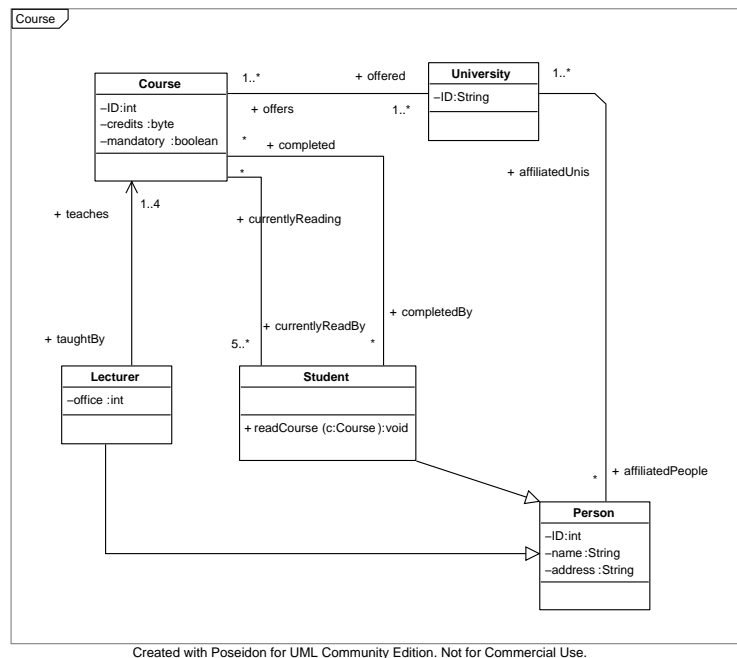 Course
1..* + offered University 1..*
Course
–ID:String
–ID:int
+ offers 1..*
–credits :byte
–mandatory :boolean
* + completed
+ affiliatedUnis
*
+ teaches 1..4
+ currentlyReading
+ completedBy
+ currentlyReadBy
+ taughtBy
5..* *
Lecturer
Student
–office :int
+ readCourse (c:Course):void
* + affiliatedPeople
Person
–ID:int
–name :String
–address :String
Created with Poseidon for UML Community Edition. Not for Commercial Use.